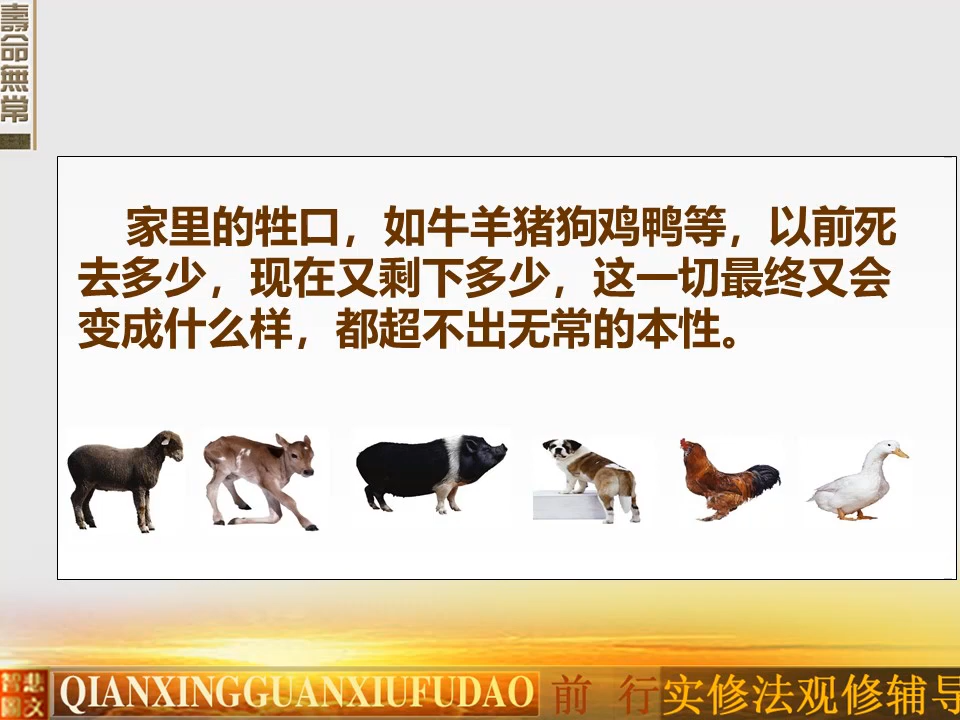 壽命無常
家里的牲口，如牛羊猪狗鸡鸭等，以前死
去多少，现在又剩下多少，这一切最终又会
变成什么样，都超不出无常的本性。
智悲
QIANXINGGUANXIUFUDAO 前 行 实修法观修辅导